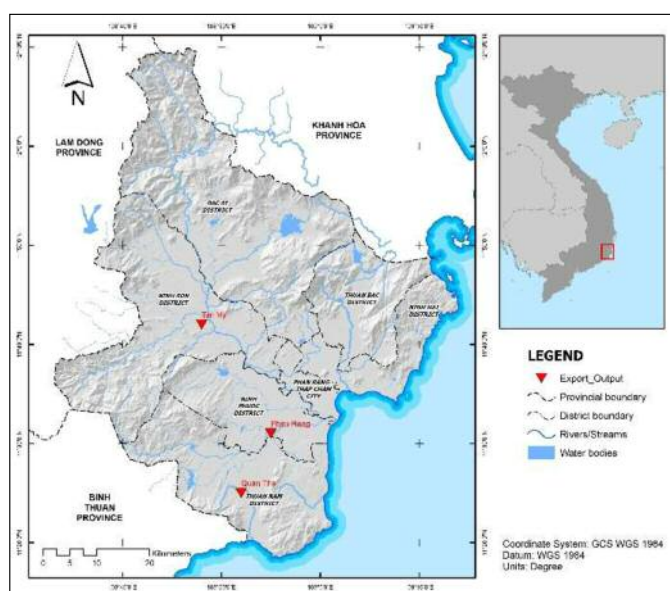 N
KHANH HOA
PROVINCE
LAM DONG
PROVINCE
BAC AI
DISTRICT
NINH SON
DISTRICT
THUAN BAC
DISTRICT
NINH HAI
DISTRICT
Tan My
PHAN RANG-
THAP CHAM
CITY
NINH
PHUOC
DISTRICT
Phan Rang
Quan The
THUAN NAM
DISTRICT
BINH
THUAN
PROVINCE
0 5 10 20
Kilometers
LEGEND
Export_Output
Provincial boundary
District boundary
Rivers/Streams
Water bodies
Coordinate System: GCS WGS 1984
Datum: WGS 1984
Units: Degree